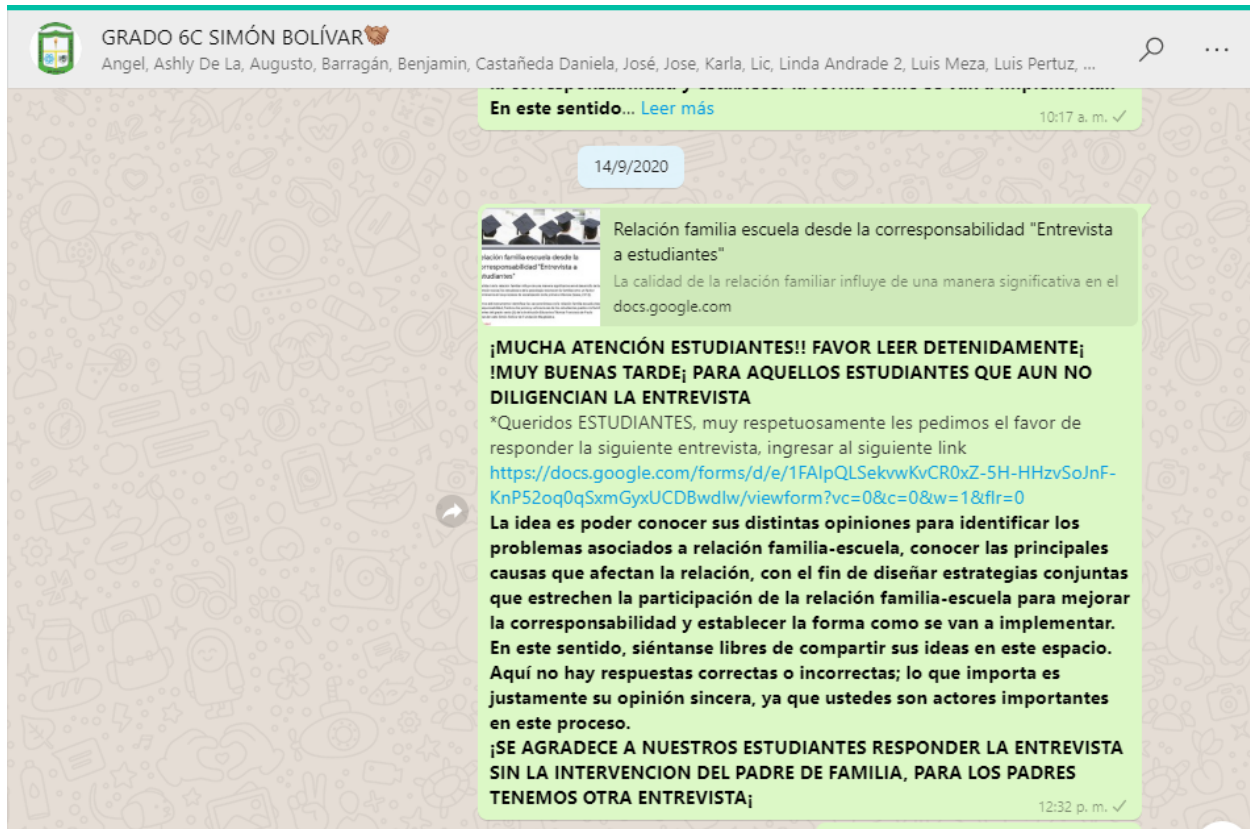 GRADO 6C SIMÓN BOLÍVAR
Angel, Ashly De La, Augusto, Barragán, Benjamin, Castañeda Daniela, José, Jose, Karla, Lic, Linda Andrade 2, Luis Meza, Luis Pertuz, ...
En este sentido... Leer más
10:17 a. m.
14/9/2020
Relación familia escuela desde la corresponsabilidad "Entrevista
a estudiantes"
La calidad de la relación familiar influye de una manera significativa en el
docs.google.com
¡MUCHA ATENCIÓN ESTUDIANTES!! FAVOR LEER DETENIDAMENTE¡
!MUY BUENAS TARDE¡ PARA AQUELLOS ESTUDIANTES QUE AUN NO
DILIGENCIAN LA ENTREVISTA
*Queridos ESTUDIANTES, muy respetuosamente les pedimos el favor de
responder la siguiente entrevista, ingresar al siguiente link
https://docs.google.com/forms/d/e/1FAIpQLSekvwKvCR0xZ-5H-HHzvSoJnF-
KnP52oq0qSxmGyxUCDBwdIw/viewform?vc=0&c=0&w=1&flr=0
La idea es poder conocer sus distintas opiniones para identificar los
problemas asociados a relación familia-escuela, conocer las principales
causas que afectan la relación, con el fin de diseñar estrategias conjuntas
que estrechen la participación de la relación familia-escuela para mejorar
la corresponsabilidad y establecer la forma como se van a implementar.
En este sentido, siéntanse libres de compartir sus ideas en este espacio.
Aquí no hay respuestas correctas o incorrectas; lo que importa es
justamente su opinión sincera, ya que ustedes son actores importantes
en este proceso.
¡SE AGRADECE A NUESTROS ESTUDIANTES RESPONDER LA ENTREVISTA
SIN LA INTERVENCION DEL PADRE DE FAMILIA, PARA LOS PADRES
TENEMOS OTRA ENTREVISTA¡
12:32 p. m.